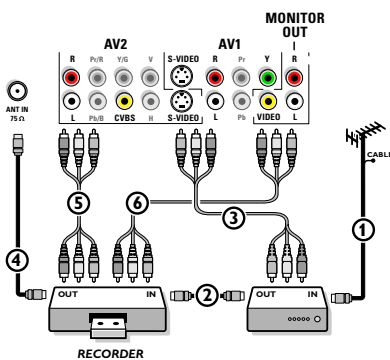 MONITOR
OUT
AV2
AV1
R Pr/R Y/G V S-VIDEO R Pr Y R
ANT IN
75 Ω
L Pb/B CVBS H S-VIDEO L Pb VIDEO L
CABLE
5
6
3
1
4
2
OUT IN
OUT IN
RECORDER